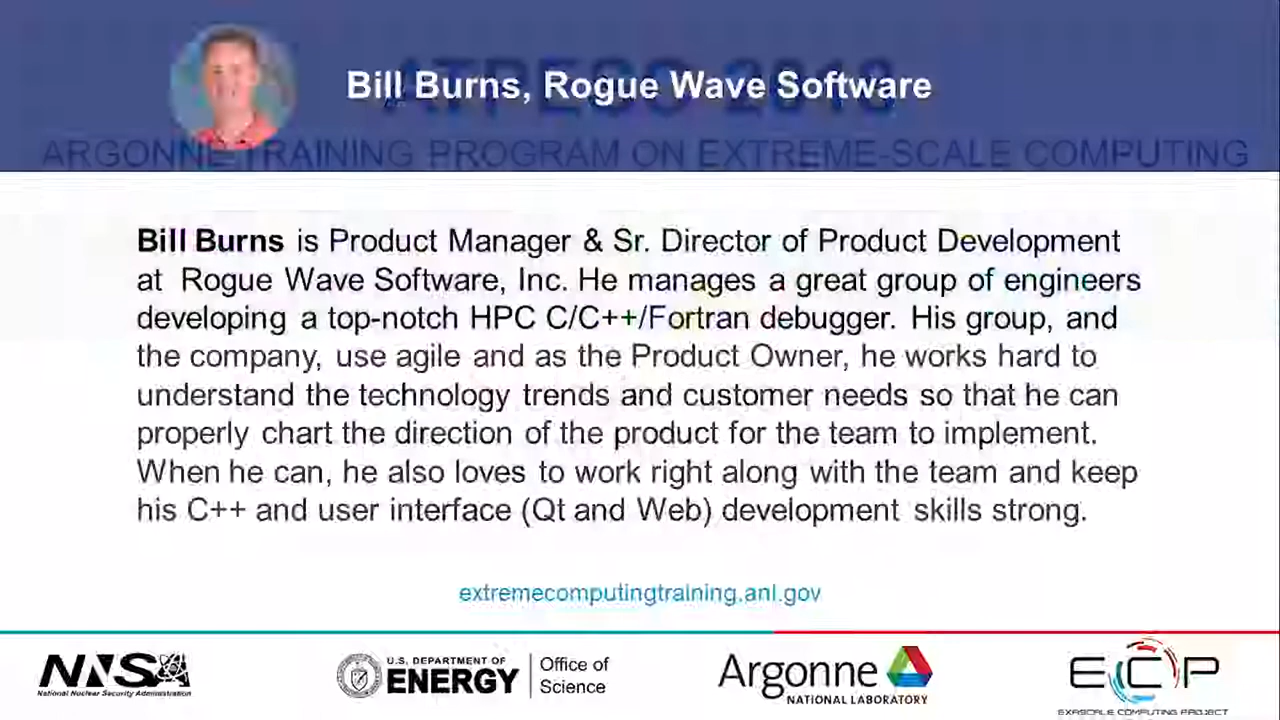 Bill Burns, Rogue Wave Software
ATPESC 2018
ARGONNE TRAINING PROGRAM ON EXTREME-SCALE COMPUTING
Bill Burns is Product Manager & Sr. Director of Product Development
at Rogue Wave Software, Inc. He manages a great group of engineers
developing a top-notch HPC C/C++/Fortran debugger. His group, and
the company, use agile and as the Product Owner, he works hard to
understand the technology trends and customer needs so that he can
properly chart the direction of the product for the team to implement.
When he can, he also loves to work right along with the team and keep
his C++ and user interface (Qt and Web) development skills strong.
extremecomputingtraining.anl.gov
NNSA
National Nuclear Security Administration
U.S. DEPARTMENT OF
ENERGY
Office of
Science
Argonne
NATIONAL LABORATORY
ECP
EXASCALE COMPUTING PROJECT